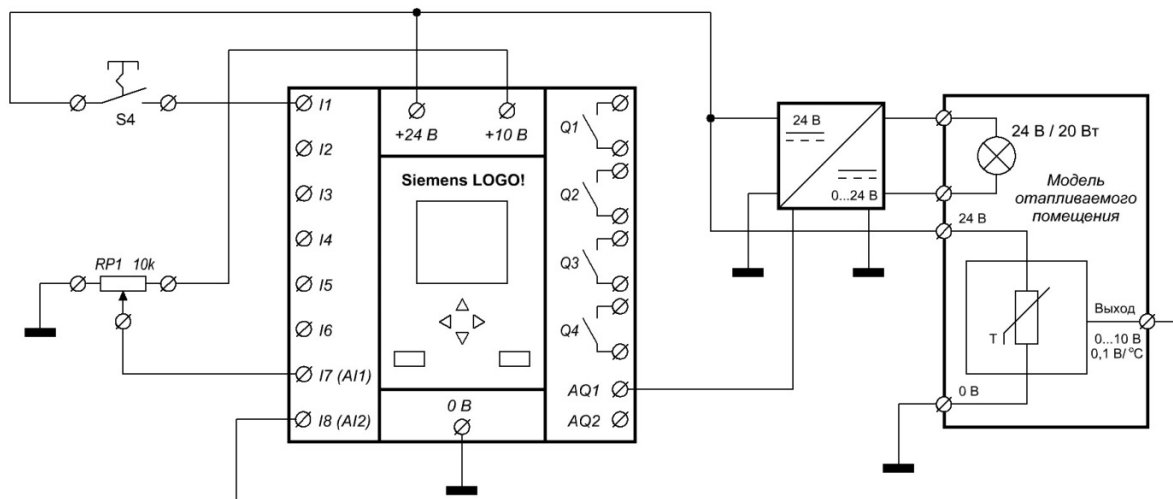 S4
RP1 10k
I1
I2
I3
I4
I5
I6
I7 (AI1)
I8 (AI2)
+24 В
+10 В
Siemens LOGO!
0 В
Q1
Q2
Q3
Q4
AQ1
AQ2
24 В
0...24 В
24 В / 20 Вт
Модель
отапливаемого
помещения
24 В
T
Выход
0...10 В
0,1 В/ °С
0 В